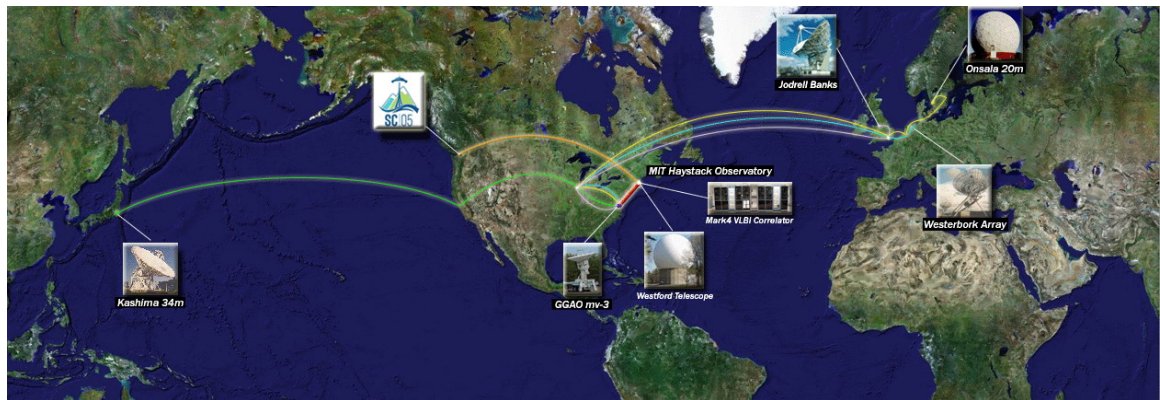 Jodrell Banks
Onsala 20m
SC|05
MIT Haystack Observatory
Mark4 VLBI Correlator
Westerbork Array
Kashima 34m
GGAO mv-3
Westford Telescope